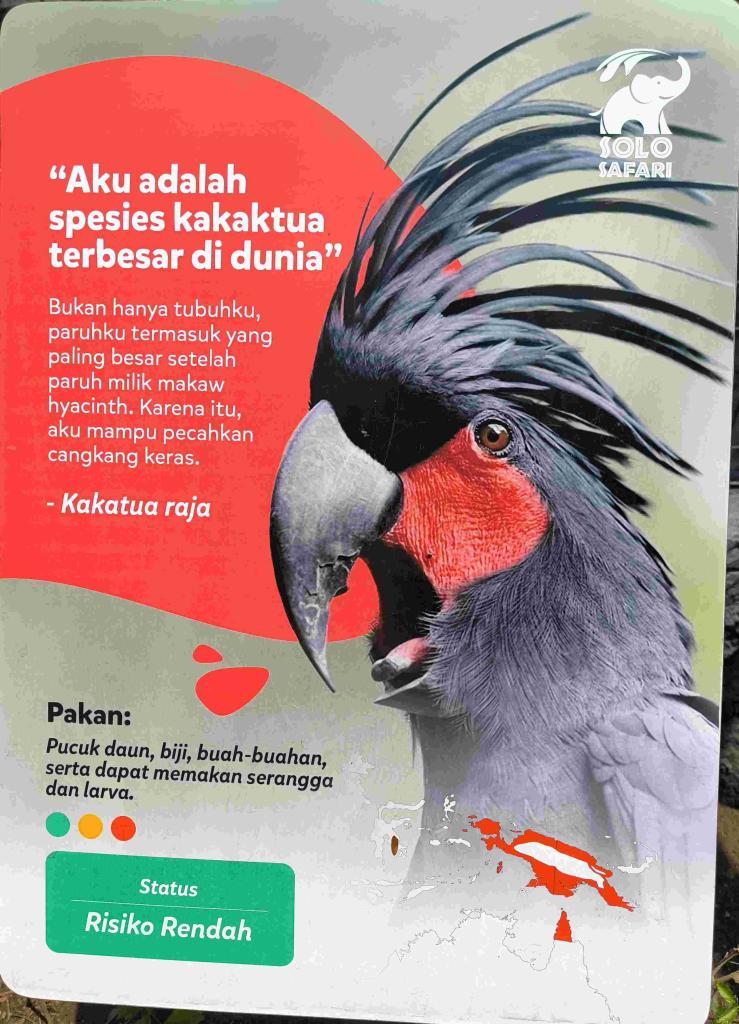 SOLO
SAFARI
“Aku adalah
spesies kakaktua
terbesar di dunia”
Bukan hanya tubuhku,
paruhku termasuk yang
paling besar setelah
paruh milik makaw
hyacinth. Karena itu,
aku mampu pecahkan
cangkang keras.
- Kakatua raja
Pakan:
Pucuk daun, biji, buah-buahan,
serta dapat memakan serangga
dan larva.
Status
Risiko Rendah